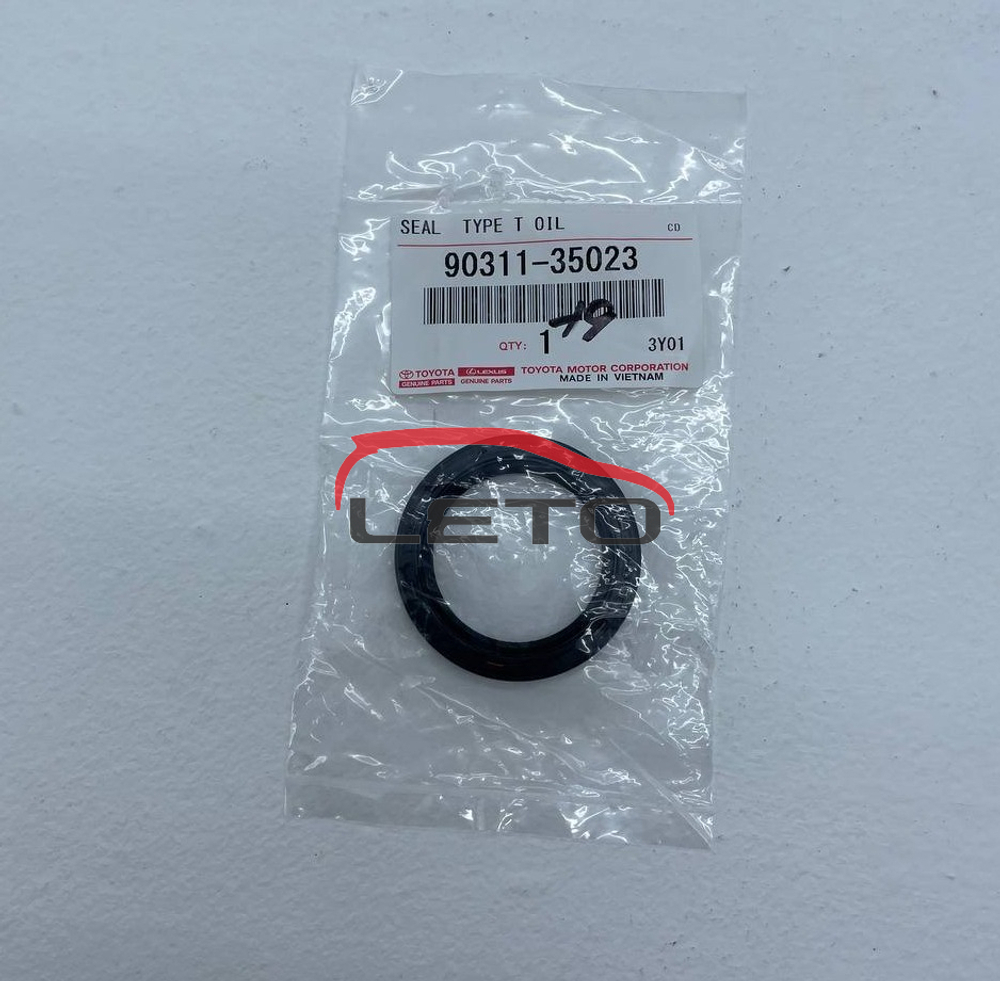 SEAL TYPE T OIL CD
90311-35023
QTY: 1 3Y01
TOYOTA LEXUS TOYOTA MOTOR CORPORATION
GENUINE PARTS GENUINE PARTS MADE IN VIETNAM
LETO